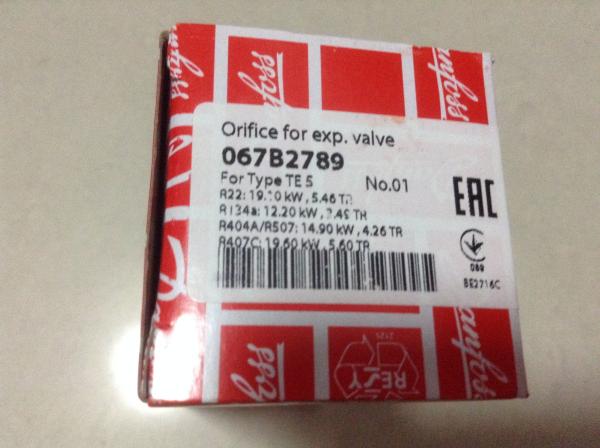 Orifice for exp. valve
067B2789
For Type TE 5 No.01
R22: 19.10 kW , 5.46 TR
R134a: 12.20 kW , 3.49 TR
R404A/R507: 14.90 kW , 4.26 TR
R407C: 19.60 kW , 5.60 TR
EAC
089
BE2716C
Danfoss
RESY